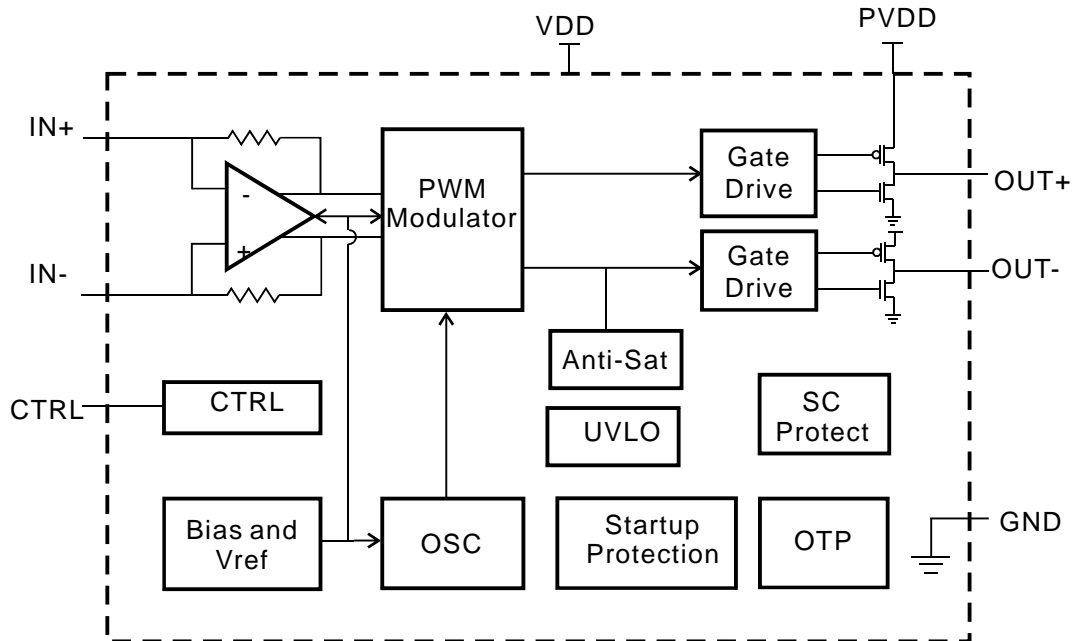 VDD
PVDD
IN+
PWM
Modulator
Gate
Drive
OUT+
-
+
IN-
Gate
Drive
OUT-
Anti-Sat
CTRL
CTRL
UVLO
SC
Protect
Bias and
Vref
OSC
Startup
Protection
OTP
GND